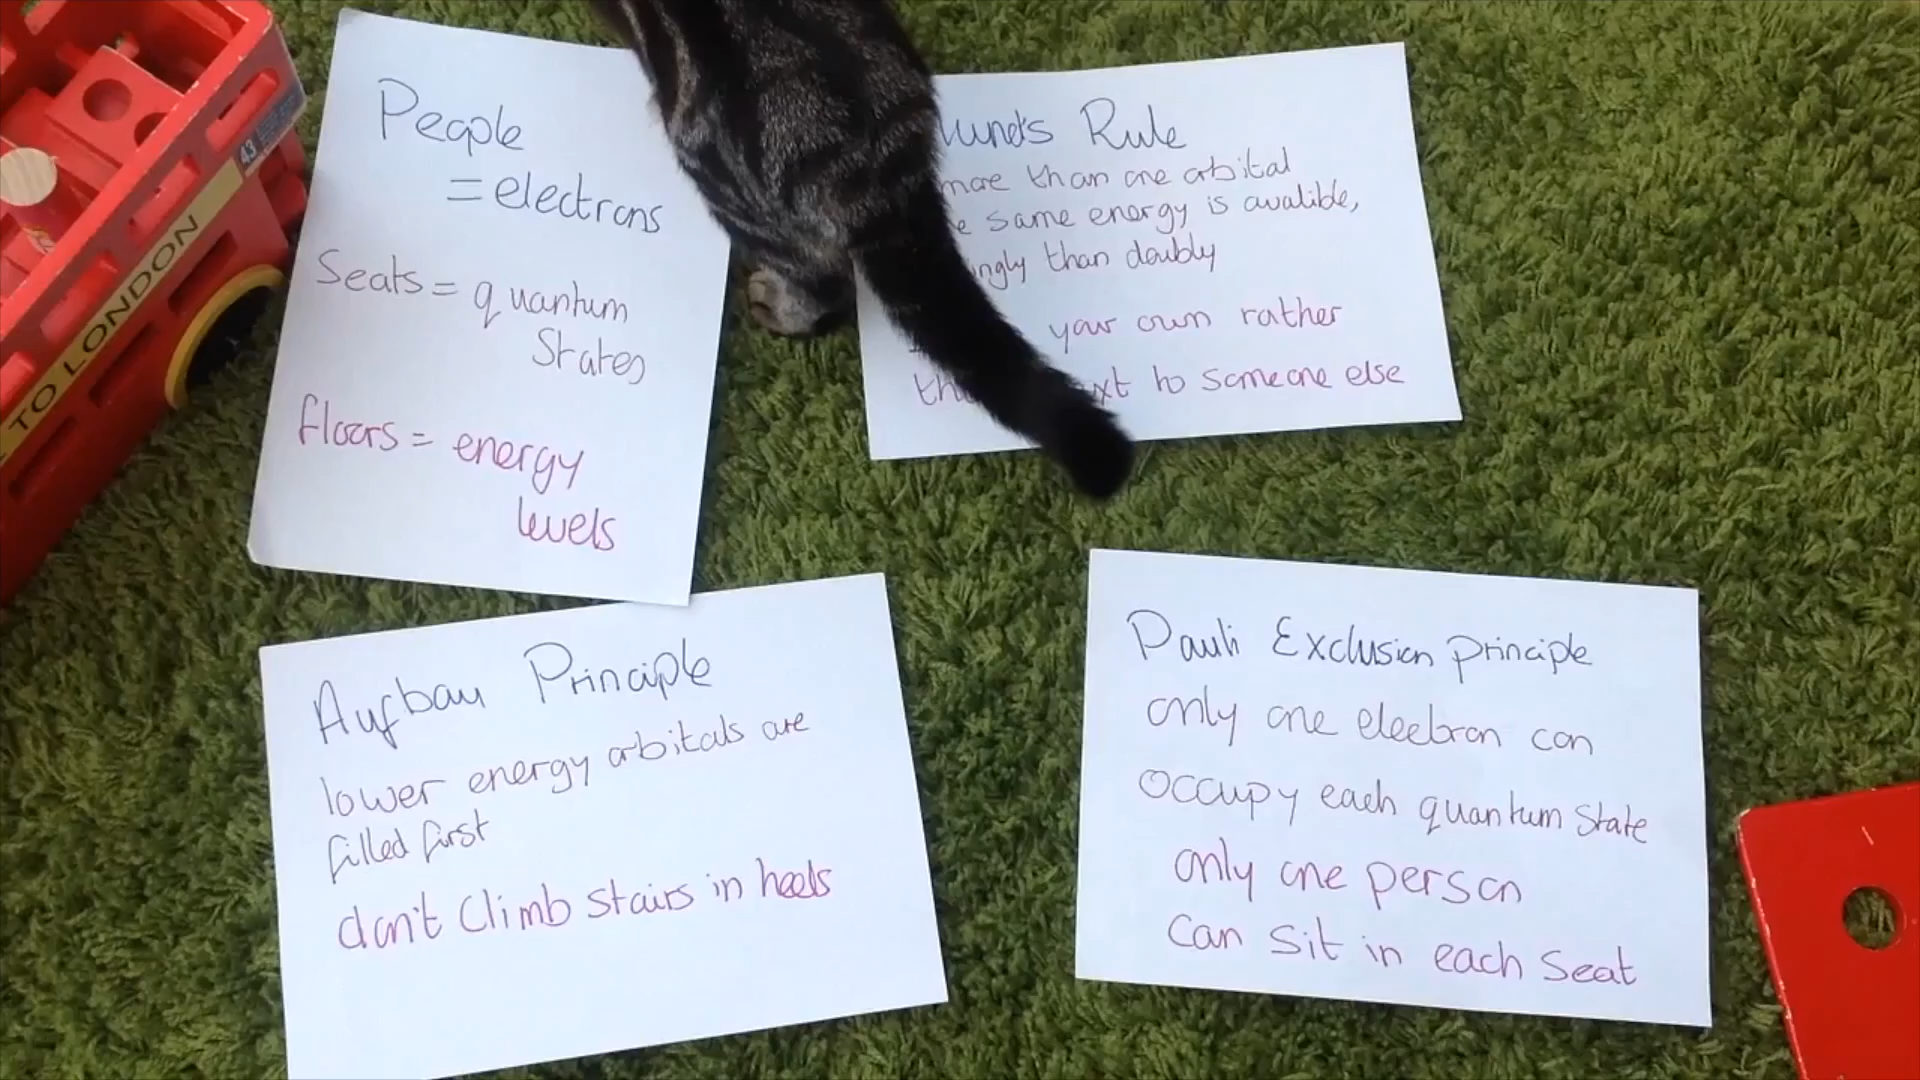 People
= electrons
Seats = quantum
States
floors = energy
levels
Rule
more than one orbital
same energy is avalible,
than doubly
your own rather
to someone else
Aufbau Principle
lower energy orbitals are
filled first
don't Climb stairs in heels
Pauli Exclusion principle
only one electron can
occupy each quantum State
only one person
can sit in each seat
TO LONDON
43